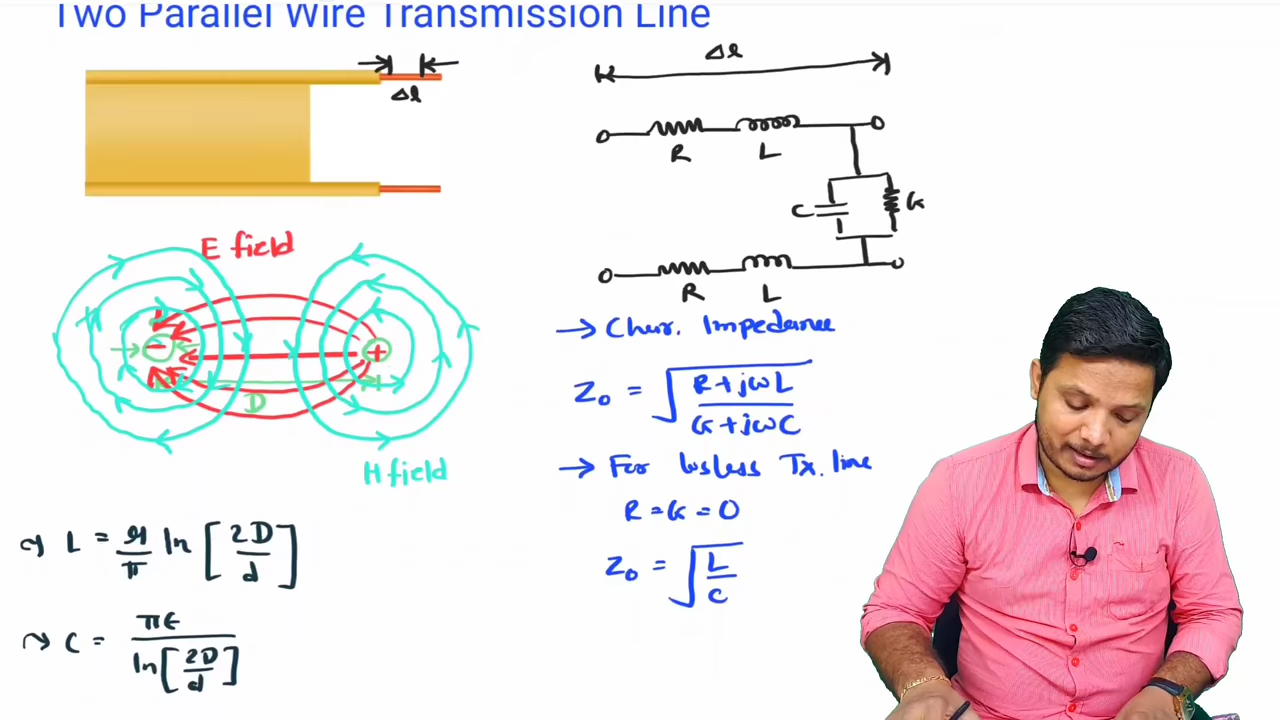 Two Parallel Wire Transmission Line
Δl
Δl
R L
C G
R L
E field
- +
D
H field
→ Char. Impedance
Z₀ = √((R + jωL)/(G + jωC))
→ For lossless Tx. line
R = G = 0
Z₀ = √(L/C)
→ L = μ/π ln [2D/d]
→ C = πε / ln[2D/d]